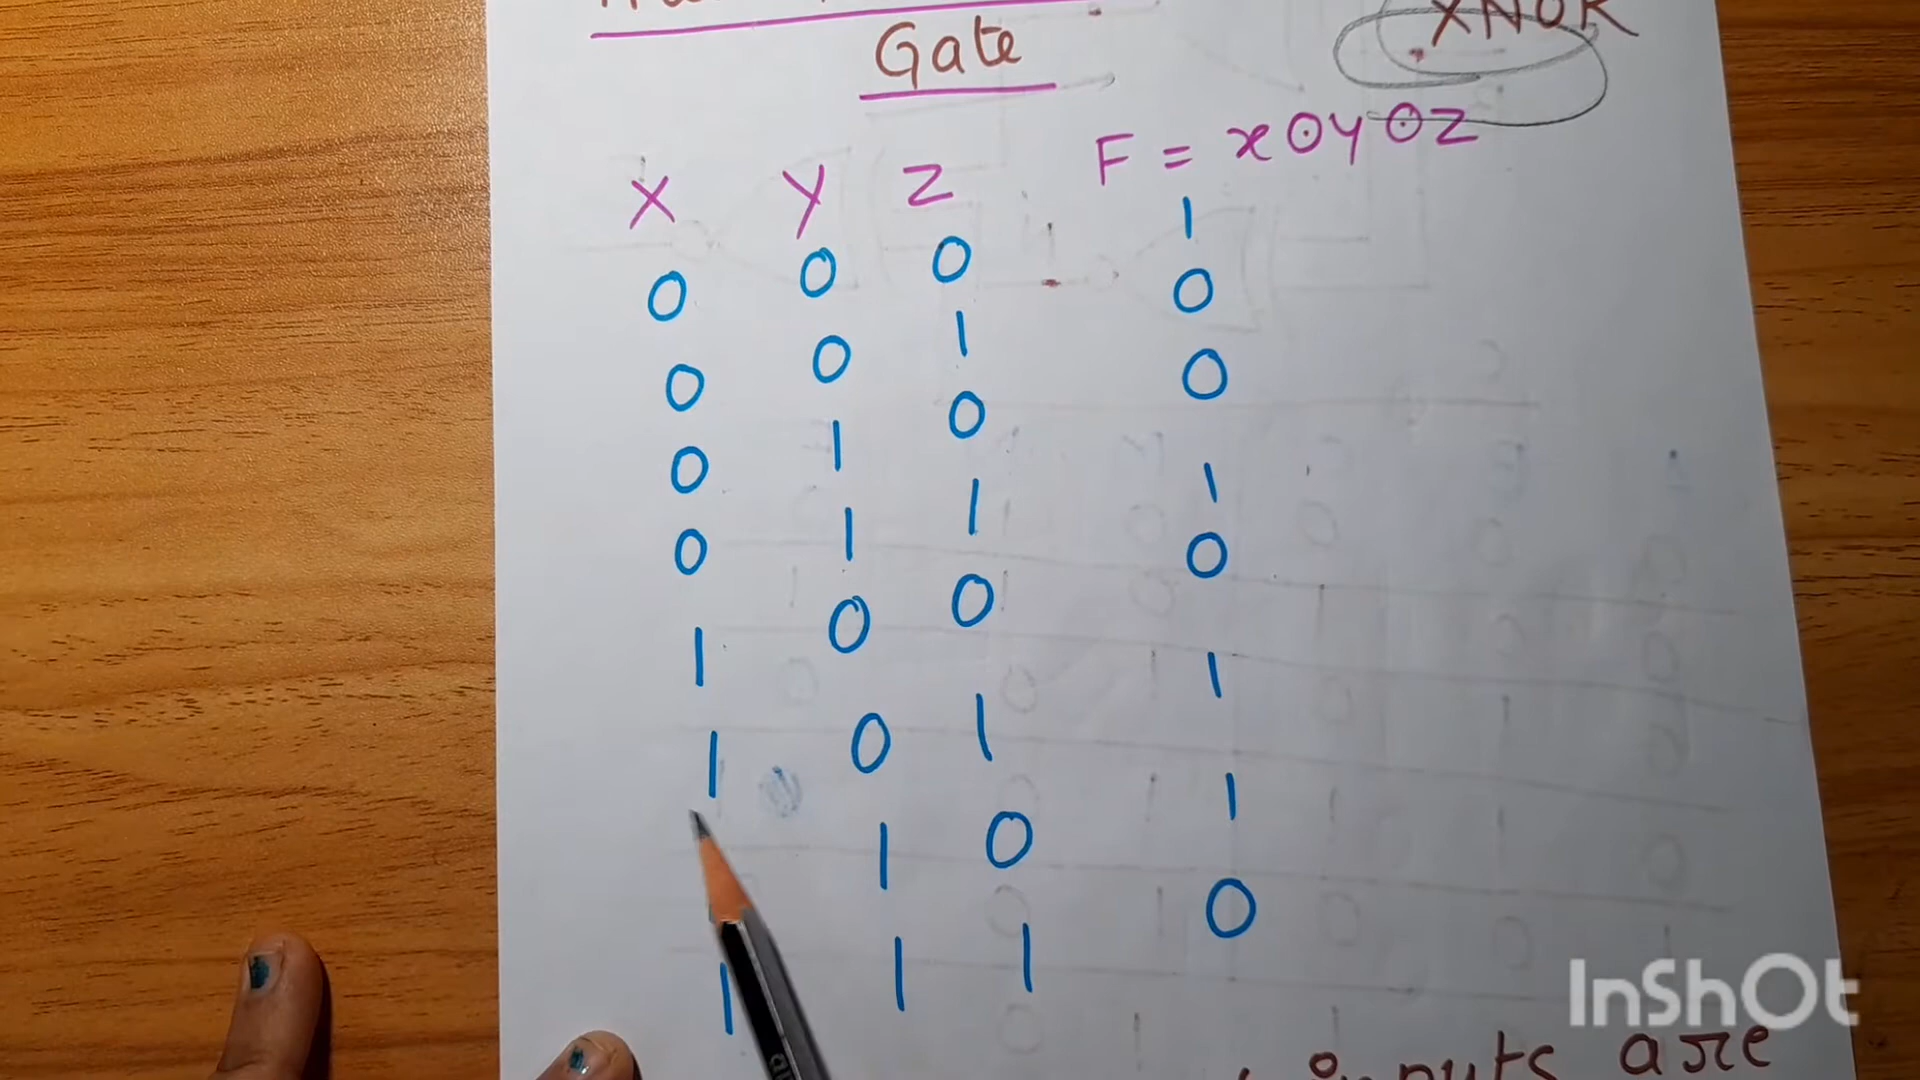 Gate
XNOR
F = x⊙y⊙z
X y z
0 0 0 1
0 0 1 0
0 1 0 0
0 1 1 1
1 0 0 0
1 0 1 1
1 1 0 1
1 1 1 0
inputs are
InShOt